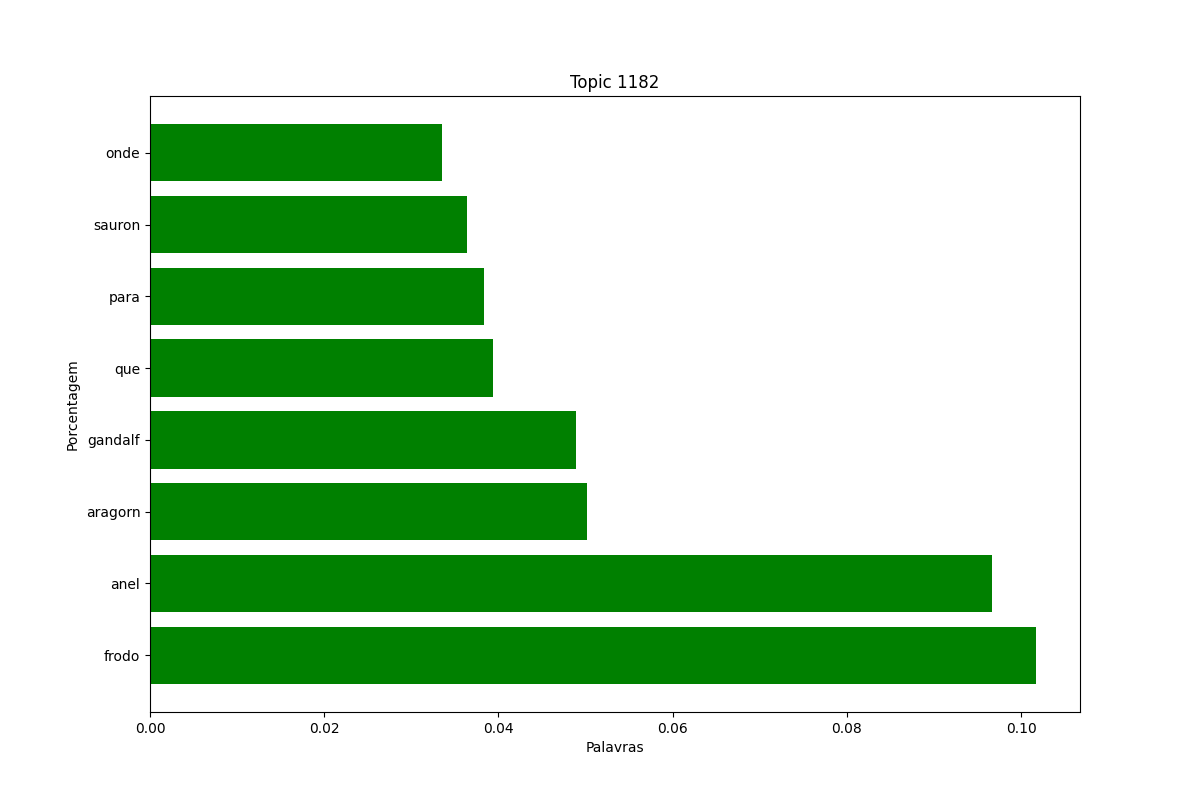 Topic 1182
onde
sauron
para
que
gandalf
aragorn
anel
frodo
Porcentagem
0.00 0.02 0.04 0.06 0.08 0.10
Palavras